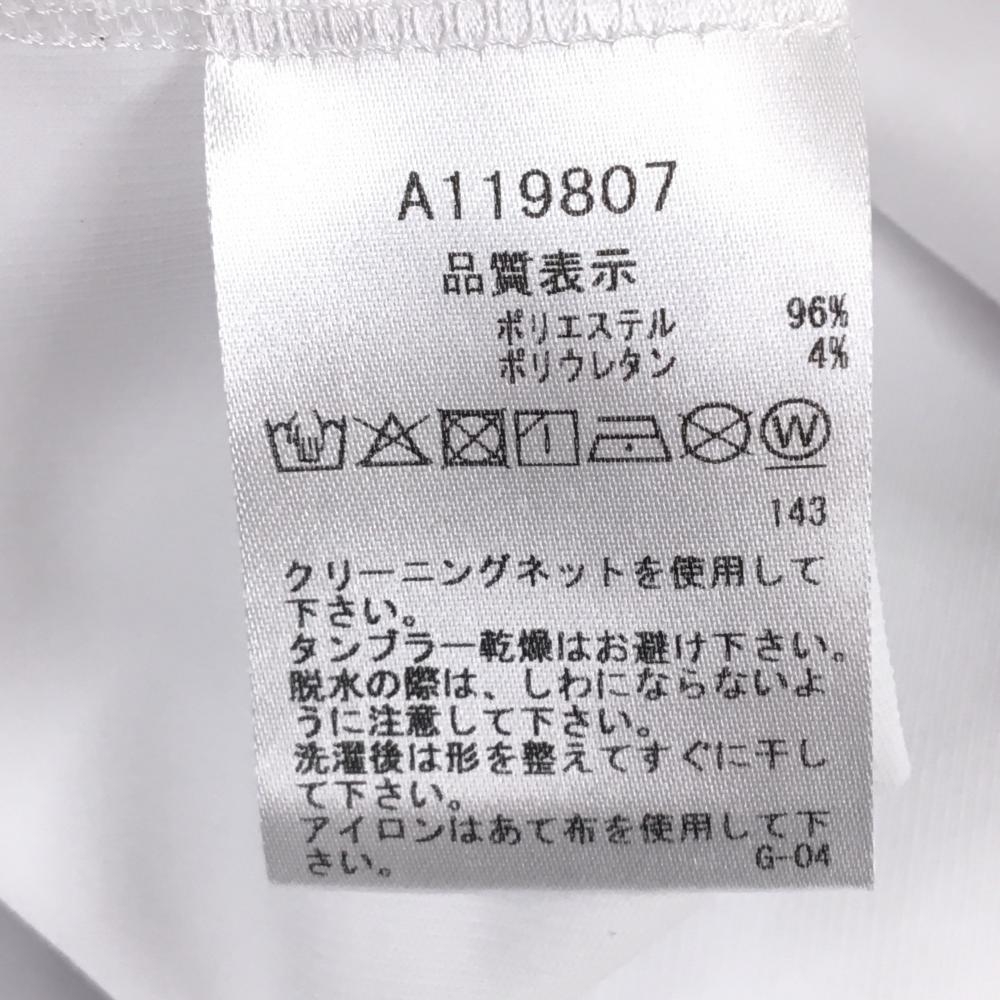 A119807
品質表示
ポリエステル 96%
ポリウレタン 4%
W
143
クリーニングネットを使用して
下さい。
タンブラー乾燥はお避け下さい。
脱水の際は、しわにならないよ
うに注意して下さい。
洗濯後は形を整えてすぐに干し
て下さい。
アイロンはあて布を使用して下
さい。 G-04